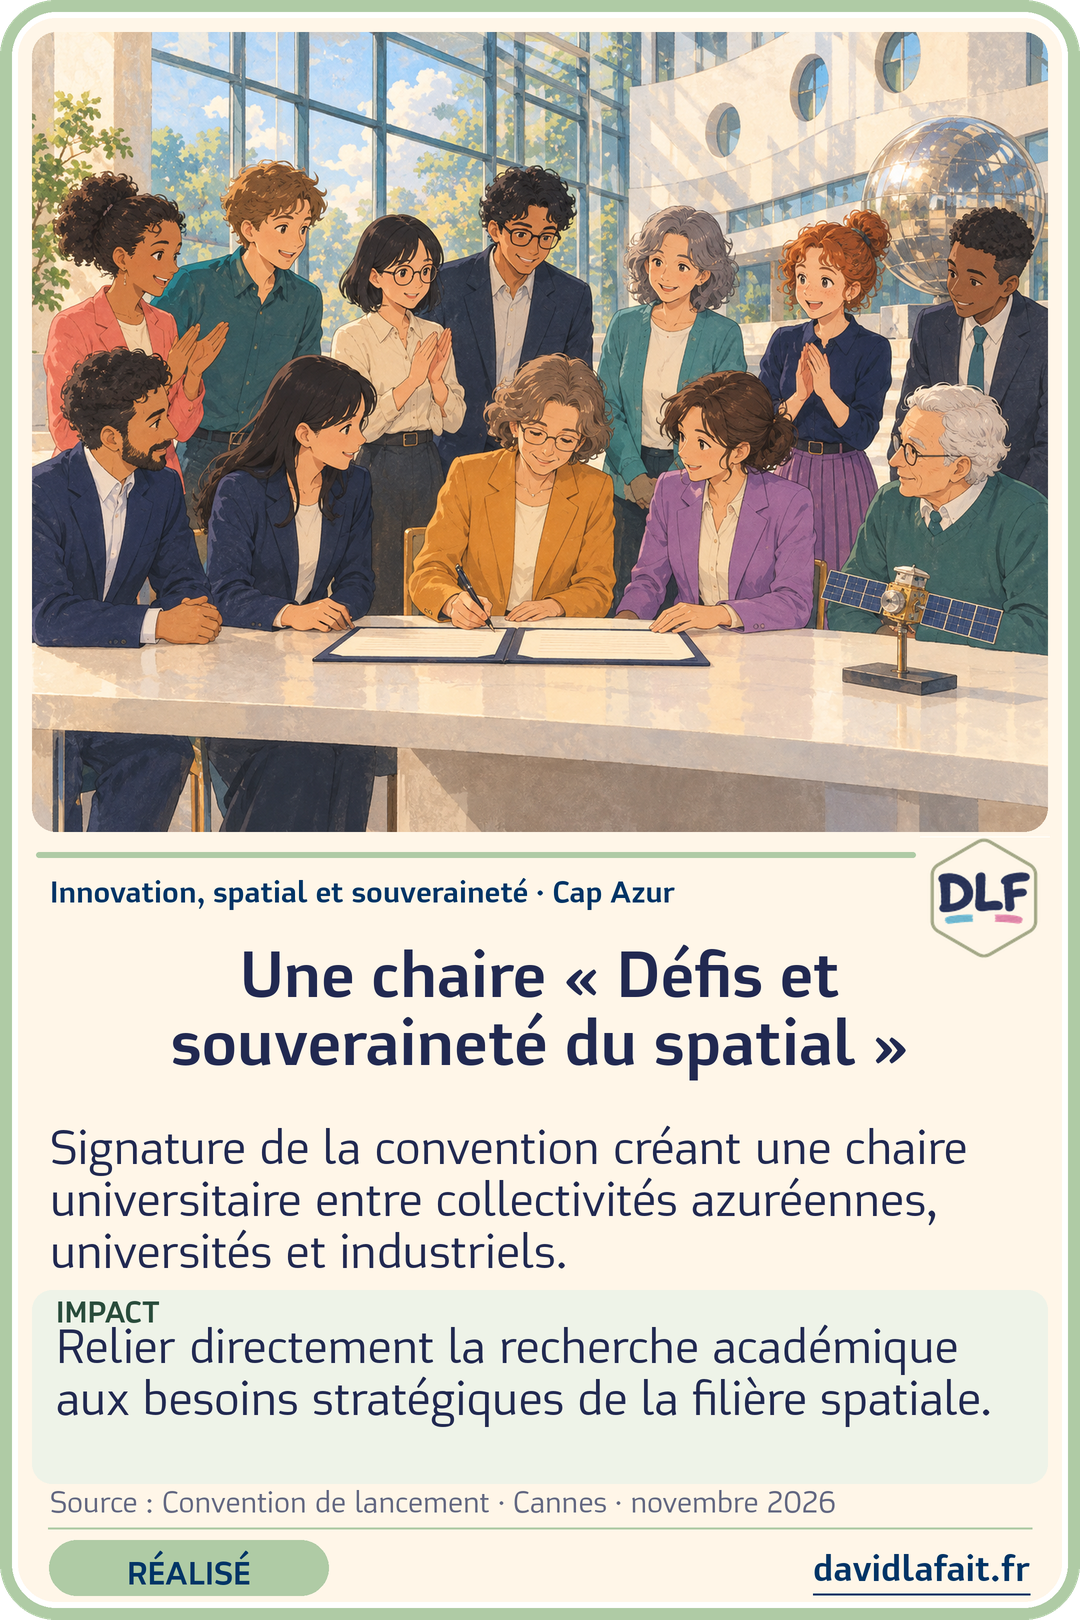 Innovation, spatial et souveraineté · Cap Azur
DLF
Une chaire « Défis et
souveraineté du spatial »
Signature de la convention créant une chaire
universitaire entre collectivités azuréennes,
universités et industriels.
IMPACT
Relier directement la recherche académique
aux besoins stratégiques de la filière spatiale.
Source : Convention de lancement · Cannes · novembre 2026
RÉALISÉ
davidlafait.fr